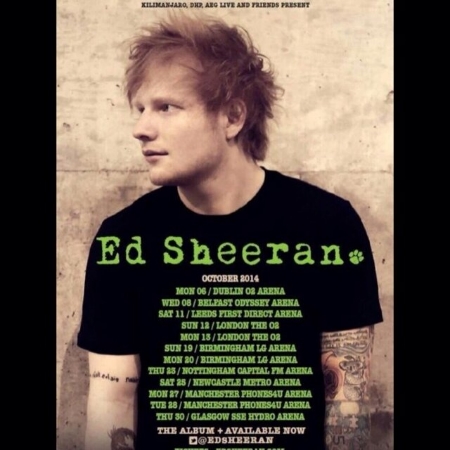 KILIMANJARO, DHP, AEG LIVE AND FRIENDS PRESENT
Ed Sheeran
OCTOBER 2014
MON 06 / DUBLIN O2 ARENA
WED 08 / BELFAST ODYSSEY ARENA
SAT 11 / LEEDS FIRST DIRECT ARENA
SUN 12 / LONDON THE O2
MON 13 / LONDON THE O2
SUN 19 / BIRMINGHAM LG ARENA
MON 20 / BIRMINGHAM LG ARENA
THU 23 / NOTTINGHAM CAPITAL FM ARENA
SAT 25 / NEWCASTLE METRO ARENA
MON 27 / MANCHESTER PHONES4U ARENA
TUE 28 / MANCHESTER PHONES4U ARENA
THU 30 / GLASGOW SSE HYDRO ARENA
THE ALBUM + AVAILABLE NOW
@EDSHEERAN